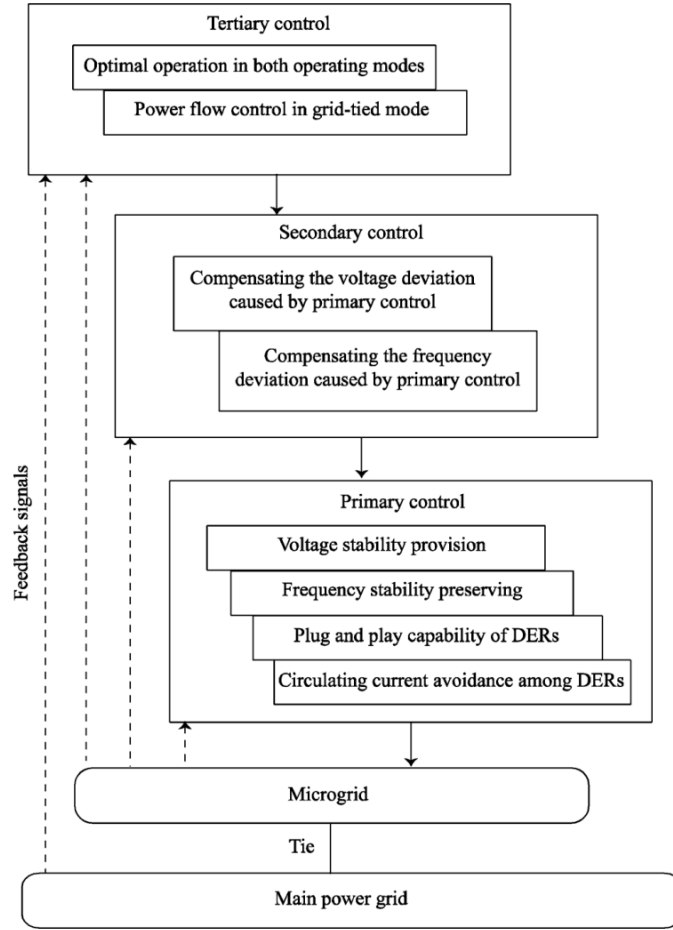 Tertiary control
Optimal operation in both operating modes
Power flow control in grid-tied mode
Secondary control
Compensating the voltage deviation
caused by primary control
Compensating the frequency
deviation caused by primary control
Primary control
Voltage stability provision
Frequency stability preserving
Plug and play capability of DERs
Circulating current avoidance among DERs
Feedback signals
Microgrid
Tie
Main power grid